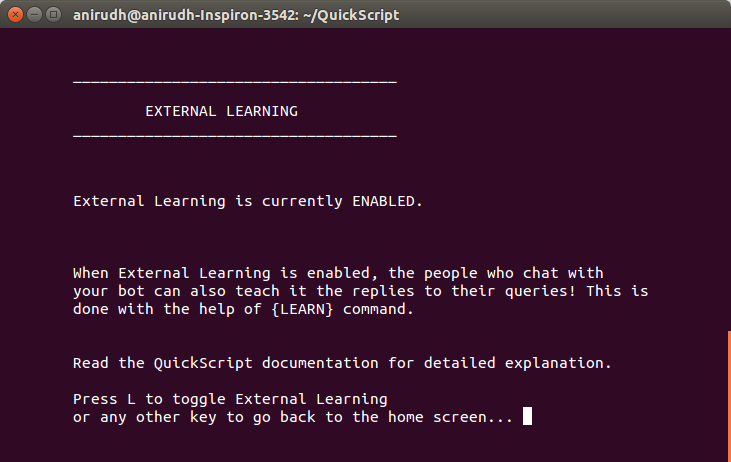 anirudh@anirudh-Inspiron-3542: ~/QuickScript
____________________________________
EXTERNAL LEARNING
____________________________________
External Learning is currently ENABLED.
When External Learning is enabled, the people who chat with
your bot can also teach it the replies to their queries! This is
done with the help of {LEARN} command.
Read the QuickScript documentation for detailed explanation.
Press L to toggle External Learning
or any other key to go back to the home screen...